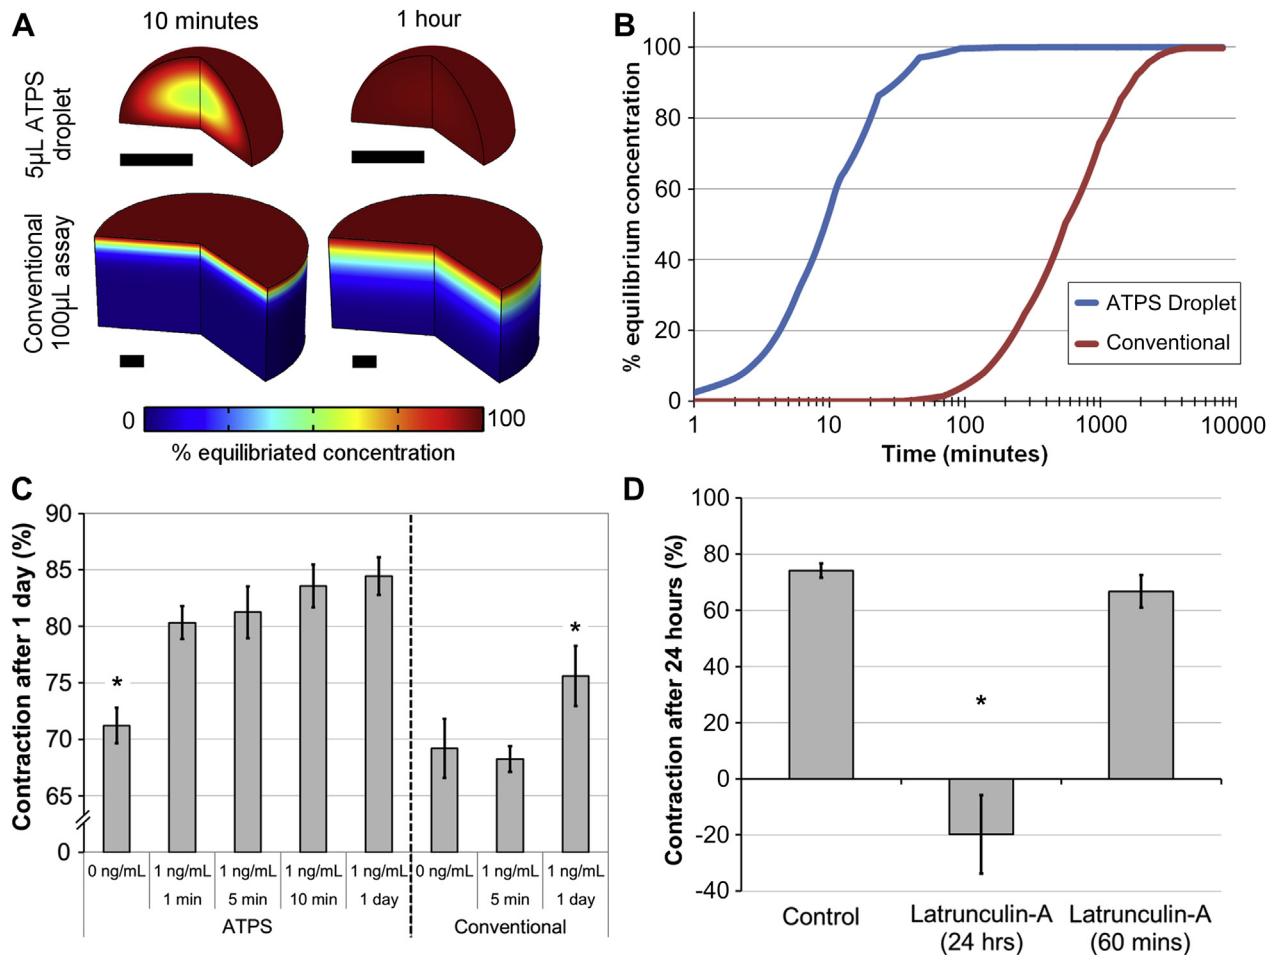 A
10 minutes
1 hour
5µL ATPS
droplet
Conventional
100µL assay
0
100
% equilibriated concentration
B
% equilibrium concentration
100
80
60
40
20
0
ATPS Droplet
Conventional
1
10
100
1000
10000
Time (minutes)
C
Contraction after 1 day (%)
90
85
80
75
70
65
0
*
*
0 ng/mL
1 ng/mL
1 ng/mL
1 ng/mL
1 ng/mL
0 ng/mL
1 ng/mL
1 ng/mL
1 min
5 min
10 min
1 day
5 min
1 day
ATPS
Conventional
D
Contraction after 24 hours (%)
100
80
60
40
20
0
-20
-40
*
Control
Latrunculin-A
(24 hrs)
Latrunculin-A
(60 mins)